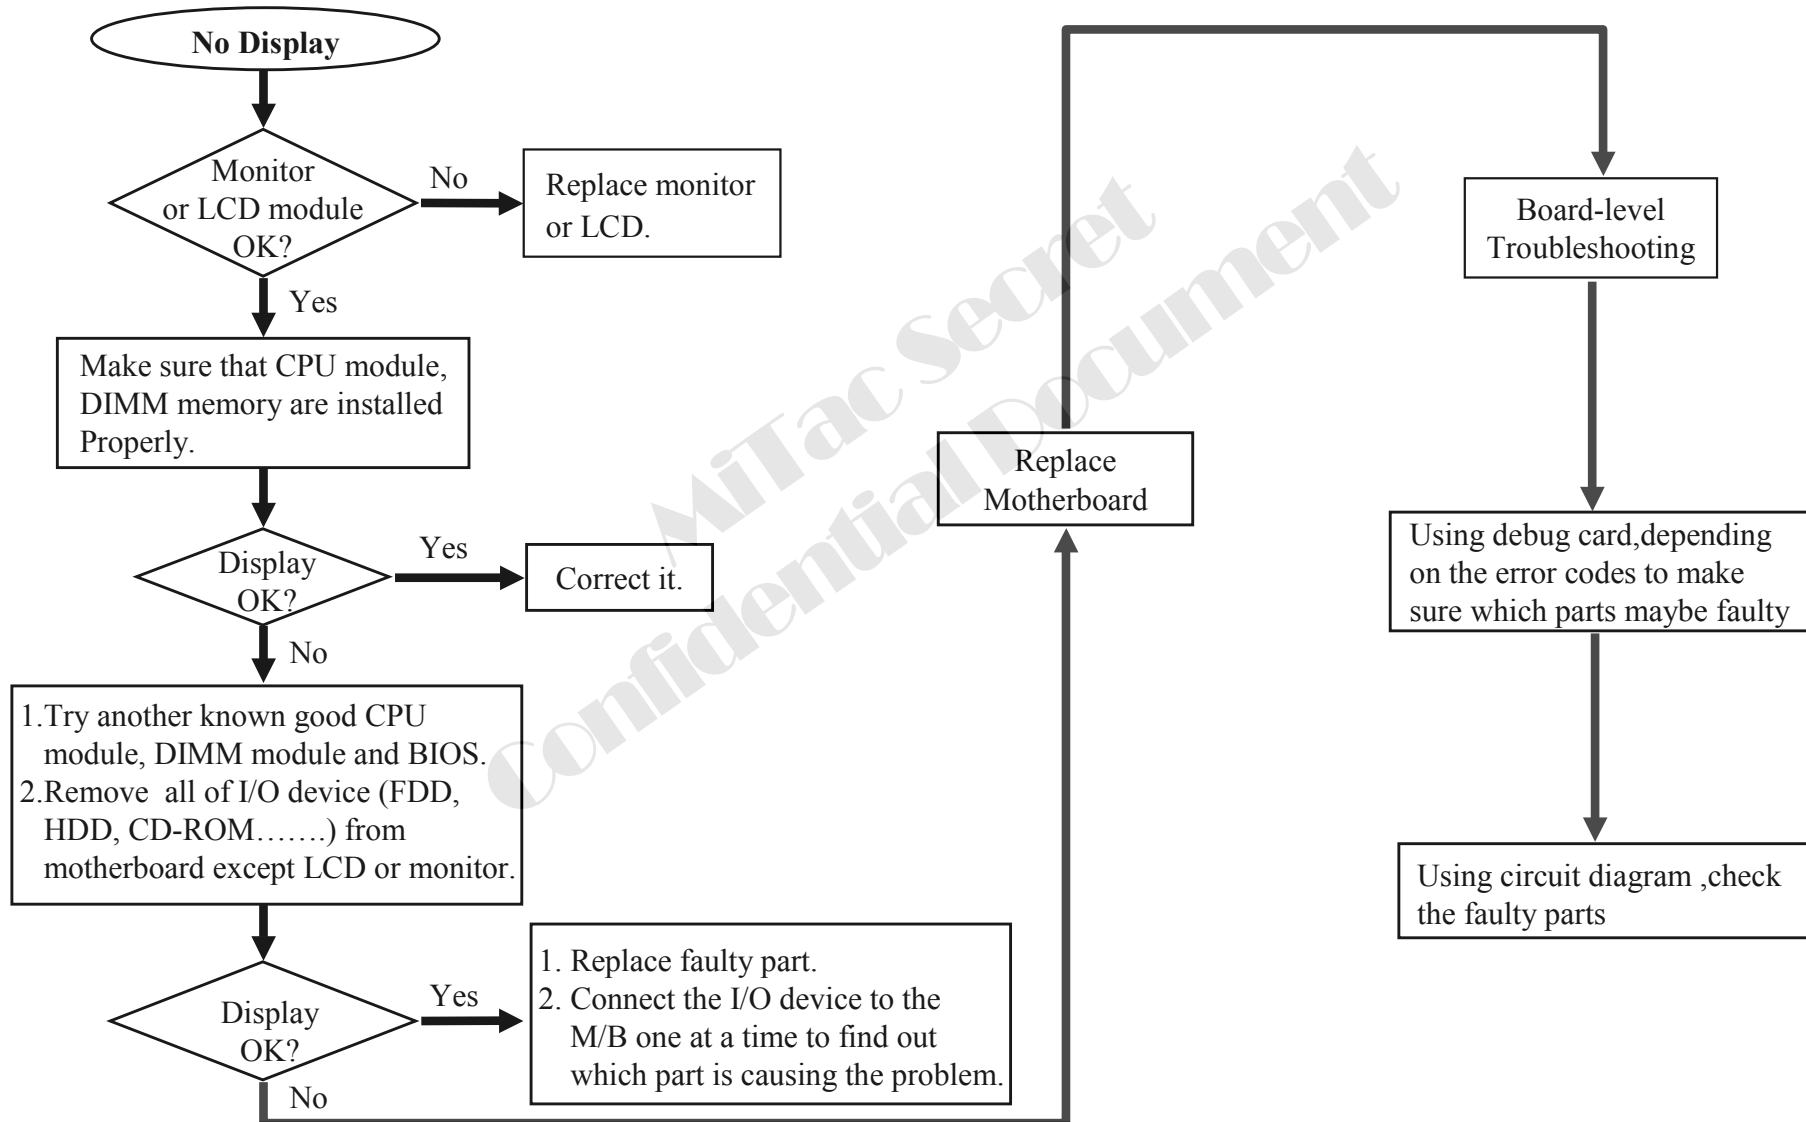 No Display
Monitor
or LCD module
OK?
No
Replace monitor
or LCD.
Yes
Make sure that CPU module,
DIMM memory are installed
Properly.
Display
OK?
Yes
Correct it.
No
1.Try another known good CPU
module, DIMM module and BIOS.
2.Remove  all of I/O device (FDD,
HDD, CD-ROM…….) from
motherboard except LCD or monitor.
Display
OK?
Yes
1. Replace faulty part.
2. Connect the I/O device to the
M/B one at a time to find out
which part is causing the problem.
No
Replace
Motherboard
Board-level
Troubleshooting
Using debug card,depending
on the error codes to make
sure which parts maybe faulty
Using circuit diagram ,check
the faulty parts
MiTac Secret
Confidential Document